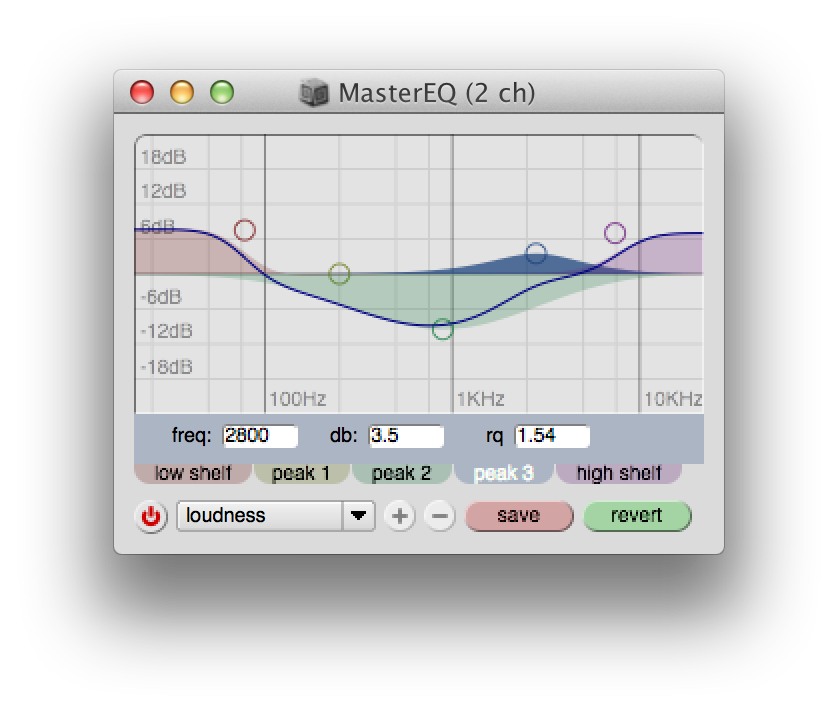 MasterEQ (2 ch)
18dB
12dB
6dB
-6dB
-12dB
-18dB
100Hz 1KHz 10KHz
freq: 2800 db: 3.5 rq 1.54
low shelf peak 1 peak 2 peak 3 high shelf
loudness + − save revert